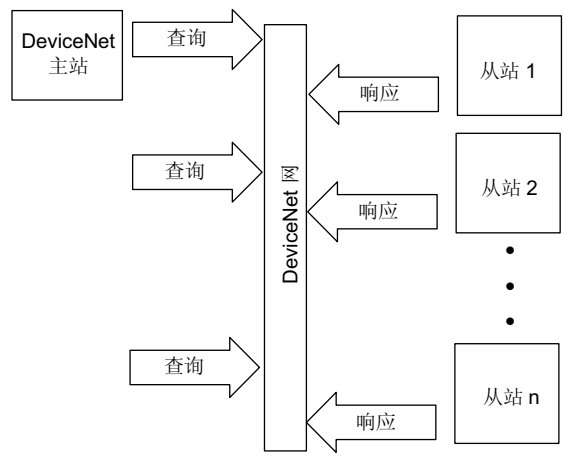 DeviceNet
主站
查询
从站 1
响应
查询
从站 2
响应
DeviceNet 网
查询
从站 n
响应